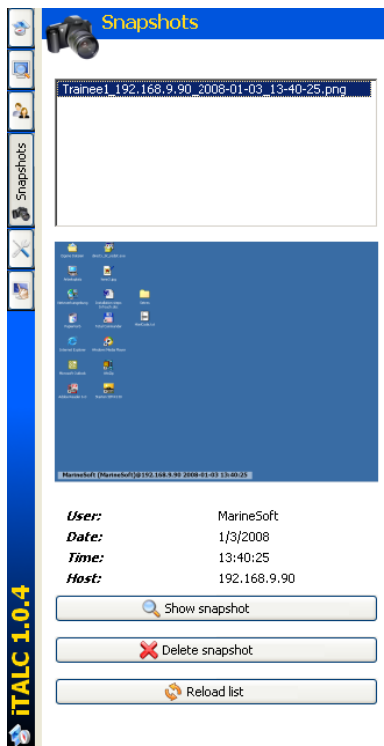 Snapshots
Trainee1_192.168.9.90_2008-01-03_13-40-25.png
Snapshots
MarineSoft (MarineSoft)@192.168.9.90 2008-01-03 13:40:25
User: MarineSoft
Date: 1/3/2008
Time: 13:40:25
Host: 192.168.9.90
Show snapshot
Delete snapshot
Reload list
iTALC 1.0.4